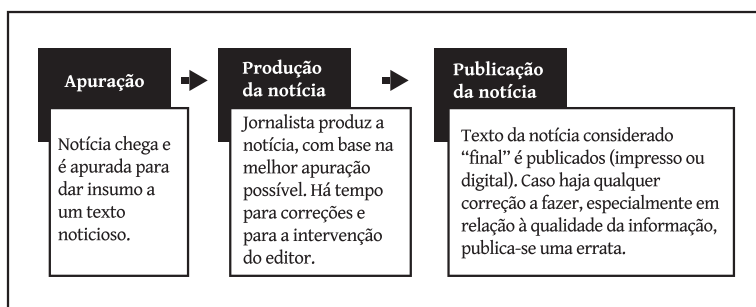 Apuração
Notícia chega e
é apurada para
dar insumo a
um texto
noticioso.
Produção
da notícia
Jornalista produz a
notícia, com base na
melhor apuração
possível. Há tempo
para correções e
para a intervenção
do editor.
Publicação
da notícia
Texto da notícia considerado
“final” é publicados (impresso ou
digital). Caso haja qualquer
correção a fazer, especialmente em
relação à qualidade da informação,
publica-se uma errata.